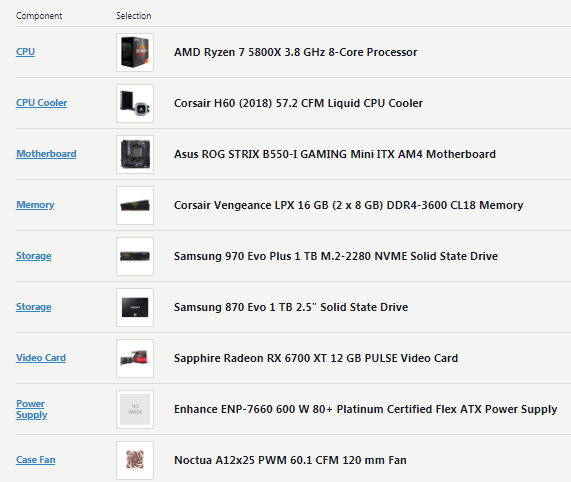 Component Selection
CPU AMD Ryzen 7 5800X 3.8 GHz 8-Core Processor
CPU Cooler Corsair H60 (2018) 57.2 CFM Liquid CPU Cooler
Motherboard Asus ROG STRIX B550-I GAMING Mini ITX AM4 Motherboard
Memory Corsair Vengeance LPX 16 GB (2 x 8 GB) DDR4-3600 CL18 Memory
Storage Samsung 970 Evo Plus 1 TB M.2-2280 NVME Solid State Drive
Storage Samsung 870 Evo 1 TB 2.5" Solid State Drive
Video Card Sapphire Radeon RX 6700 XT 12 GB PULSE Video Card
Power
Supply
NO
IMAGE
Enhance ENP-7660 600 W 80+ Platinum Certified Flex ATX Power Supply
Case Fan Noctua A12x25 PWM 60.1 CFM 120 mm Fan